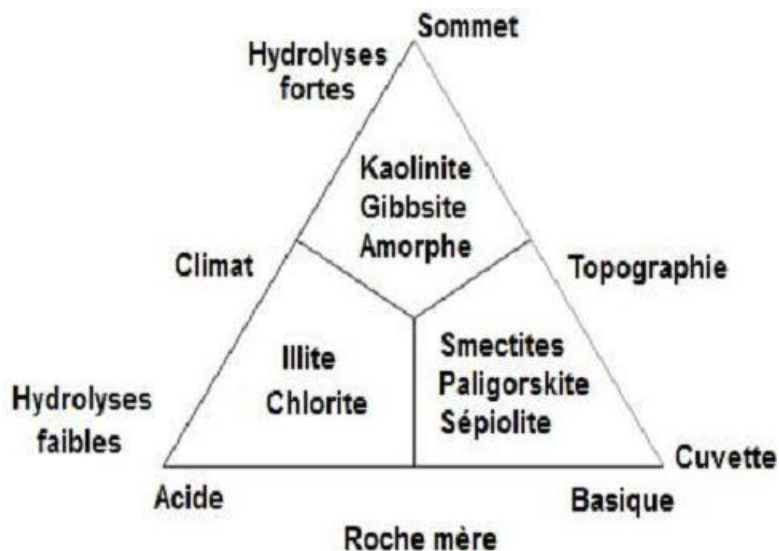 Sommet
Hydrolyses
fortes
Kaolinite
Gibbsite
Amorphe
Climat
Topographie
Illite
Chlorite
Smectites
Paligorskite
Sépiolite
Hydrolyses
faibles
Cuvette
Acide
Basique
Roche mère